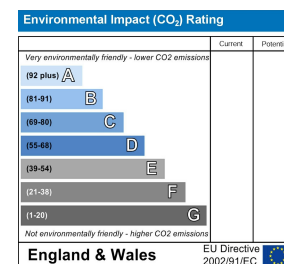 Environmental Impact (CO₂) Rating
Current Potenti
Very environmentally friendly - lower CO2 emissions
(92 plus) A
(81-91) B
(69-80) C
(55-68) D
(39-54) E
(21-38) F
(1-20) G
Not environmentally friendly - higher CO2 emissions
England & Wales
EU Directive
2002/91/EC